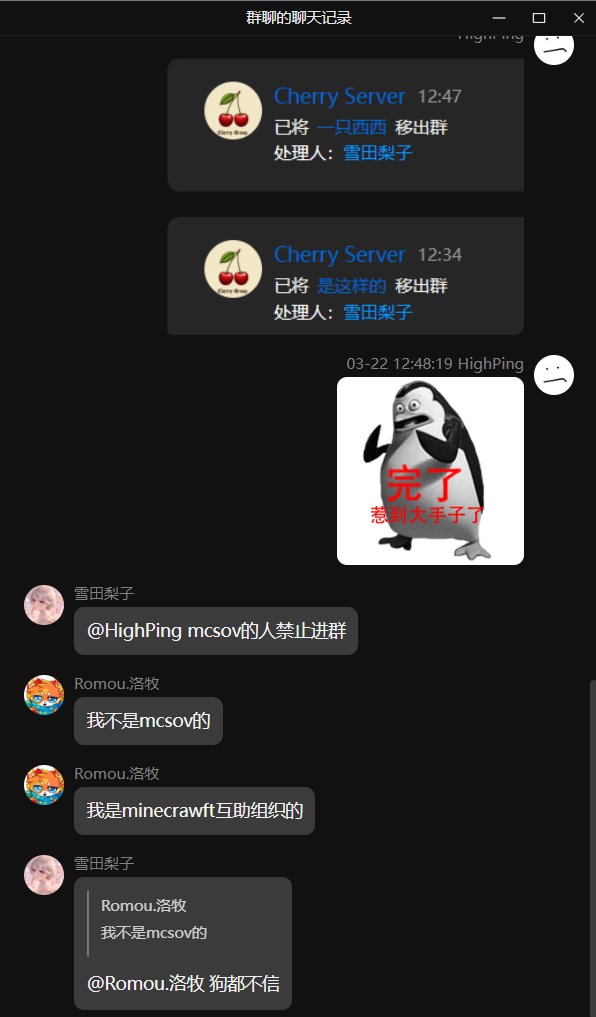 群聊的聊天记录
HighPing
Cherry Server 12:47
已将 一只西西 移出群
处理人：雪田梨子
Cherry Group
Cherry Server 12:34
已将 是这样的 移出群
处理人：雪田梨子
Cherry Group
03-22 12:48:19 HighPing
完了
惹到大手子了
雪田梨子
@HighPing mcsov的人禁止进群
Romou.洛牧
我不是mcsov的
Romou.洛牧
我是minecrawft互助组织的
雪田梨子
Romou.洛牧
我不是mcsov的
@Romou.洛牧 狗都不信